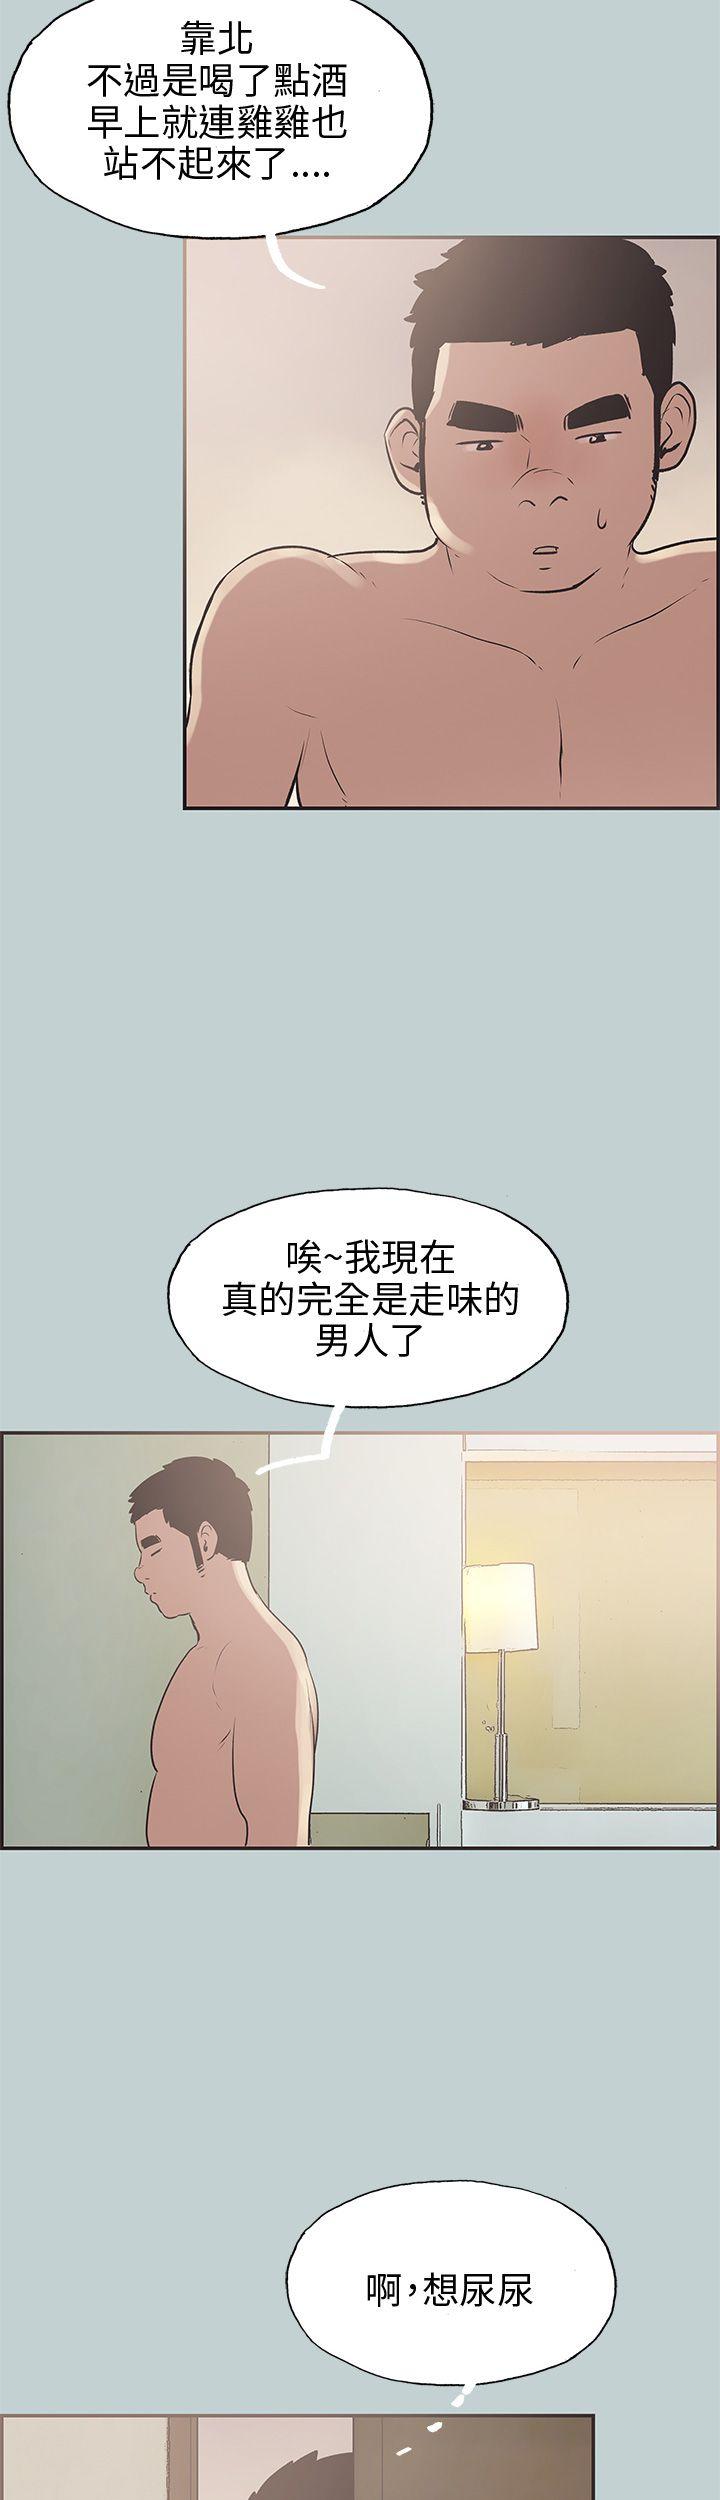 靠北
不過是喝了點酒
早上就連雞雞也
站不起來了....
唉~我現在
真的完全是走味的
男人了
啊,想尿尿